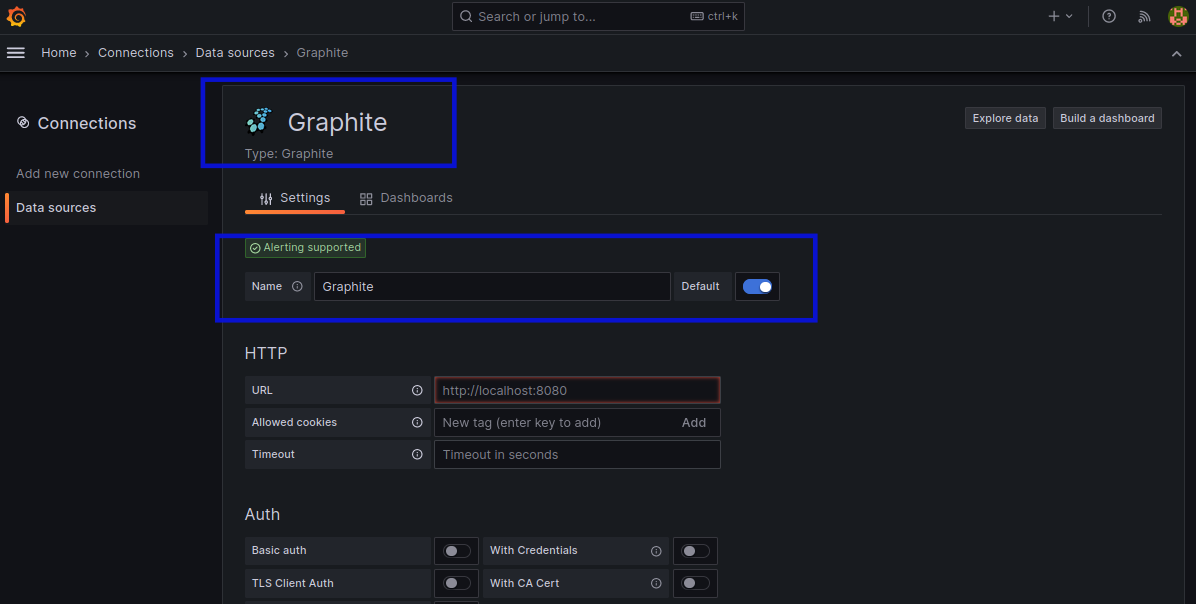 Search or jump to... ctrl+k
Home › Connections › Data sources › Graphite
Connections
Add new connection
Data sources
Graphite
Type: Graphite
Explore data Build a dashboard
Settings Dashboards
Alerting supported
Name Graphite Default
HTTP
URL http://localhost:8080
Allowed cookies New tag (enter key to add) Add
Timeout Timeout in seconds
Auth
Basic auth With Credentials
TLS Client Auth With CA Cert